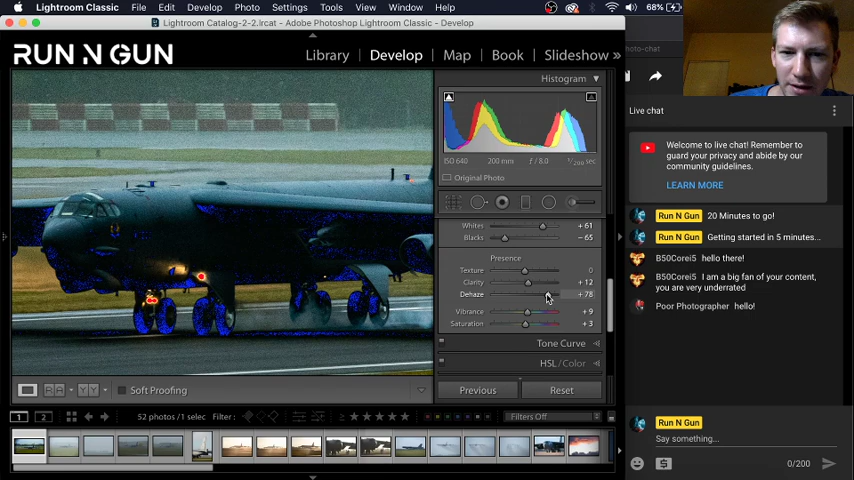 Lightroom Classic File Edit Develop Photo Settings Tools View Window Help 68%
Lightroom Catalog-2-2.lrcat - Adobe Photoshop Lightroom Classic - Develop
RUN N GUN
Library | Develop | Map | Book | Slideshow »
Histogram
ISO 640 200 mm f / 8.0
Original Photo
Whites + 61
Blacks - 65
Presence
Texture 0
Clarity + 12
Dehaze + 78
Vibrance + 9
Saturation + 3
Tone Curve
HSL / Color
Previous Reset
Soft Proofing
1 2 52 photos / 1 selec Filter : Filters Off
Live chat
Welcome to live chat! Remember to
guard your privacy and abide by our
community guidelines.
LEARN MORE
Run N Gun 20 Minutes to go!
Run N Gun Getting started in 5 minutes...
B50Corei5 hello there!
B50Corei5 I am a big fan of your content,
you are very underrated
Poor Photographer hello!
Run N Gun
Say something...
0/200